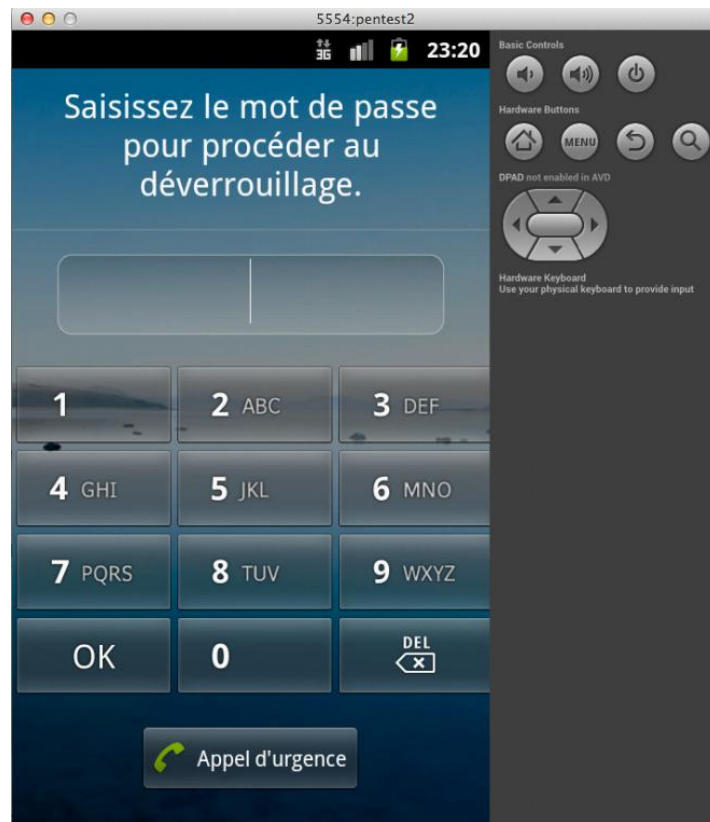 5554:pentest2
3G 23:20
Saisissez le mot de passe
pour procéder au
déverrouillage.
1 2 ABC 3 DEF
4 GHI 5 JKL 6 MNO
7 PQRS 8 TUV 9 WXYZ
OK 0 DEL
Appel d'urgence
Basic Controls
Hardware Buttons
MENU
DPAD not enabled in AVD
Hardware Keyboard
Use your physical keyboard to provide input